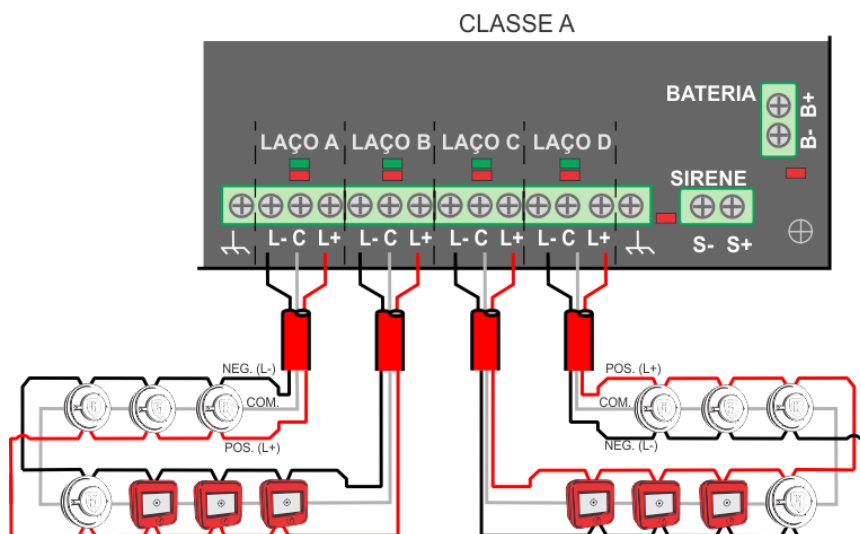 CLASSE A
BATERIA
B+
B-
LAÇO A LAÇO B LAÇO C LAÇO D
SIRENE
L- C L+ L- C L+ L- C L+ L- C L+
S- S+
NEG. (L-)
COM.
POS. (L+)
POS. (L+)
COM.
NEG. (L-)